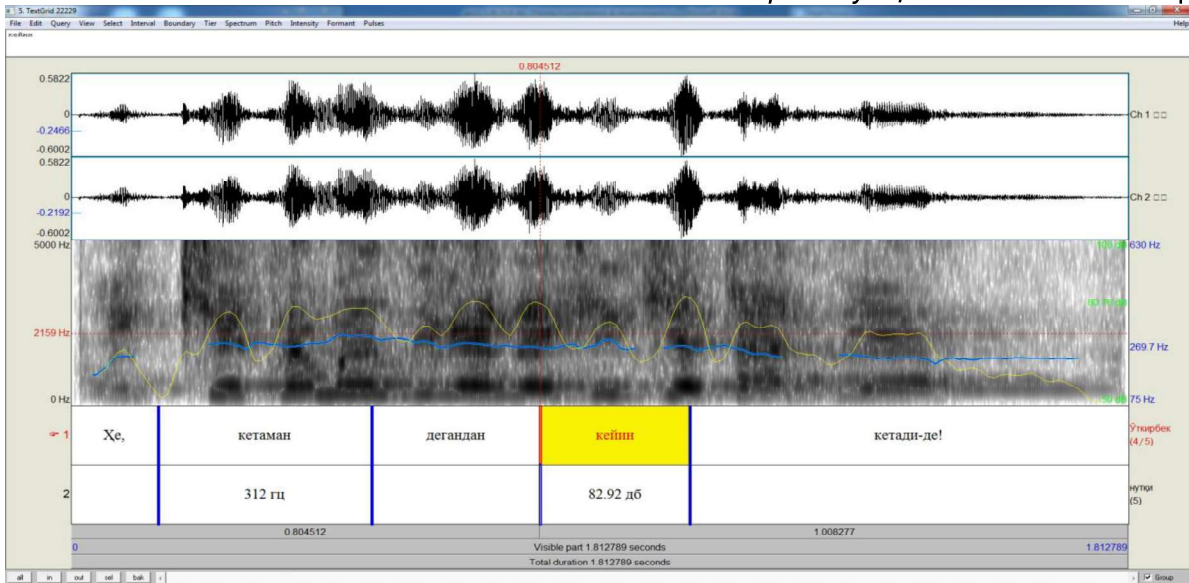 5. TextGrid 22229
File Edit Query View Select Interval Boundary Tier Spectrum Pitch Intensity Formant Pulses Help
кейин
0.804512
0.5822
0
-0.2466
-0.6002
Ch 1
0.5822
0
-0.2192
-0.6002
Ch 2
5000 Hz
2159 Hz
0 Hz
630 Hz
269.7 Hz
75 Hz
1 Ҳе, кетаман дегандан кейин кетади-де! Ўткирбек (4/5)
2 312 гц 82.92 дб нутқи (5)
0.804512 1.008277
0 Visible part 1.812789 seconds 1.812789
Total duration 1.812789 seconds
all in out sel bak Group